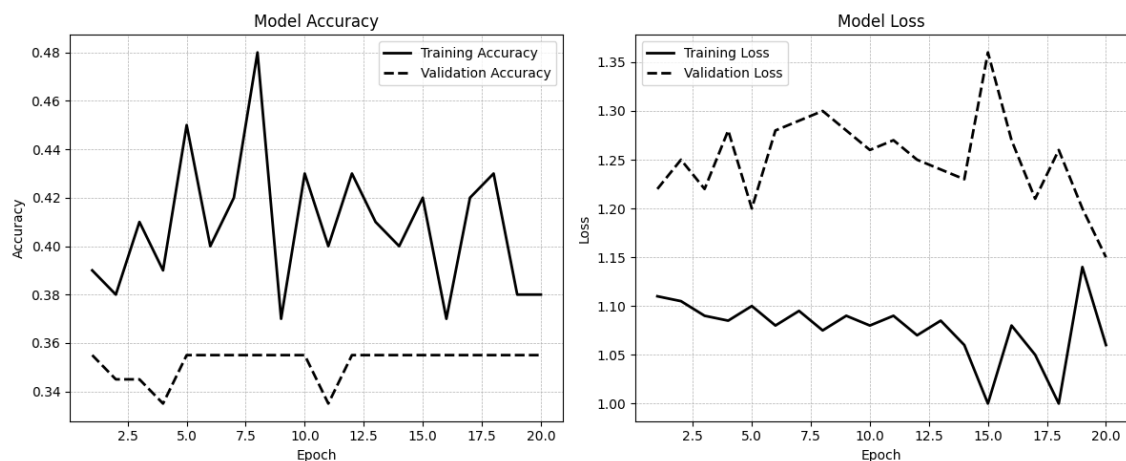 Model Accuracy
0.48
0.46
0.44
0.42
0.40
0.38
0.36
0.34
Accuracy
Training Accuracy
Validation Accuracy
2.5 5.0 7.5 10.0 12.5 15.0 17.5 20.0
Epoch
Model Loss
1.35
1.30
1.25
1.20
1.15
1.10
1.05
1.00
Loss
Training Loss
Validation Loss
2.5 5.0 7.5 10.0 12.5 15.0 17.5 20.0
Epoch